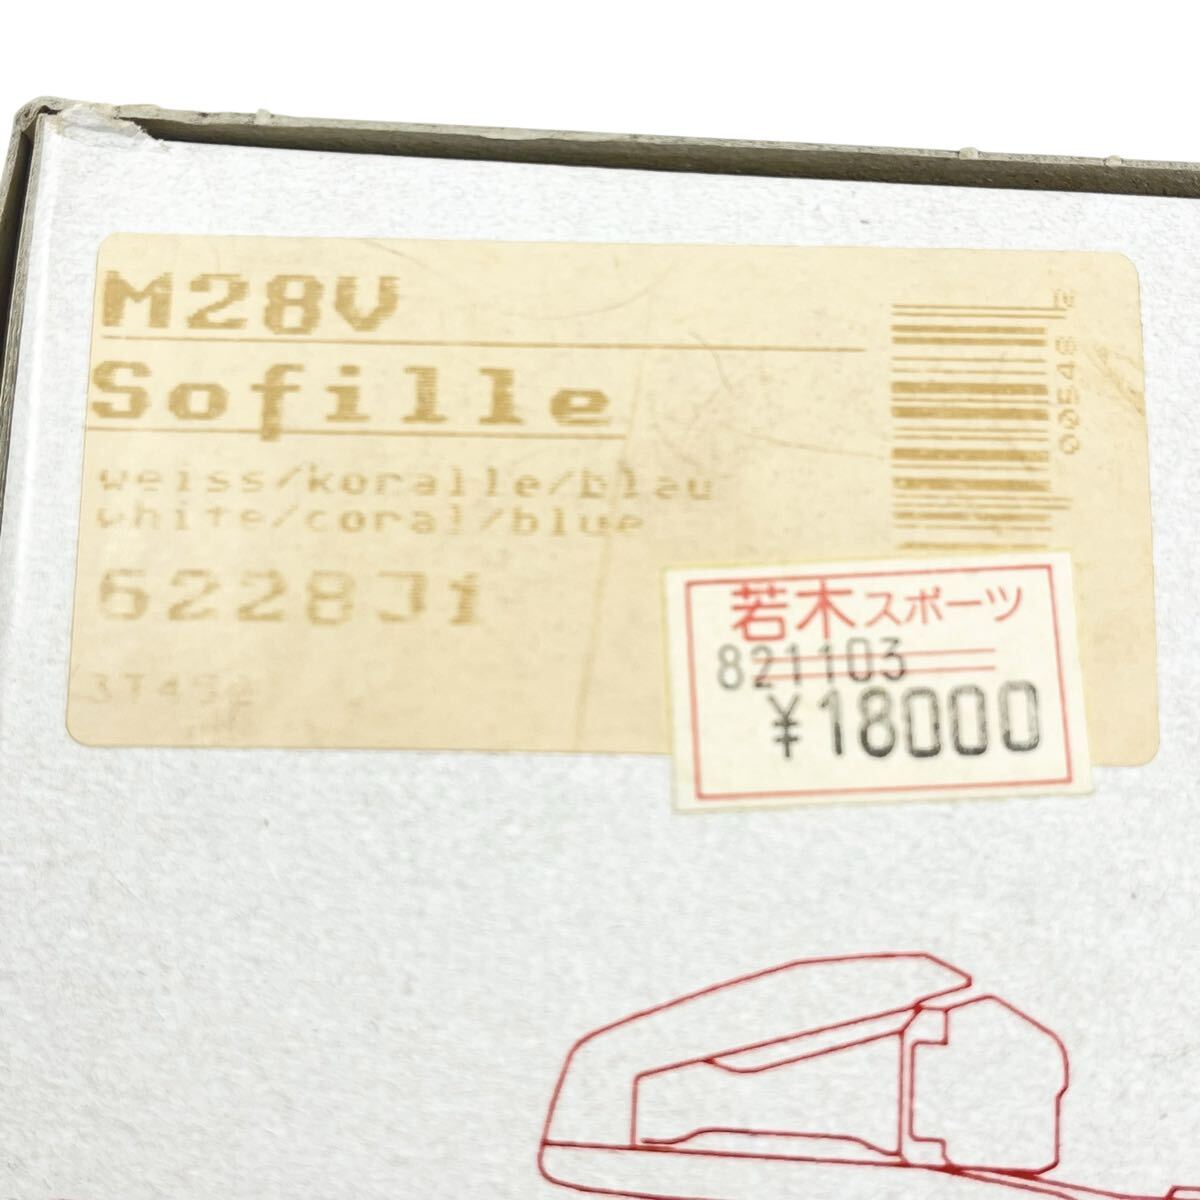 M28V
Sofille
weiss/koralle/blau
white/coral/blue
6228J1
若木スポーツ
821103
¥18000